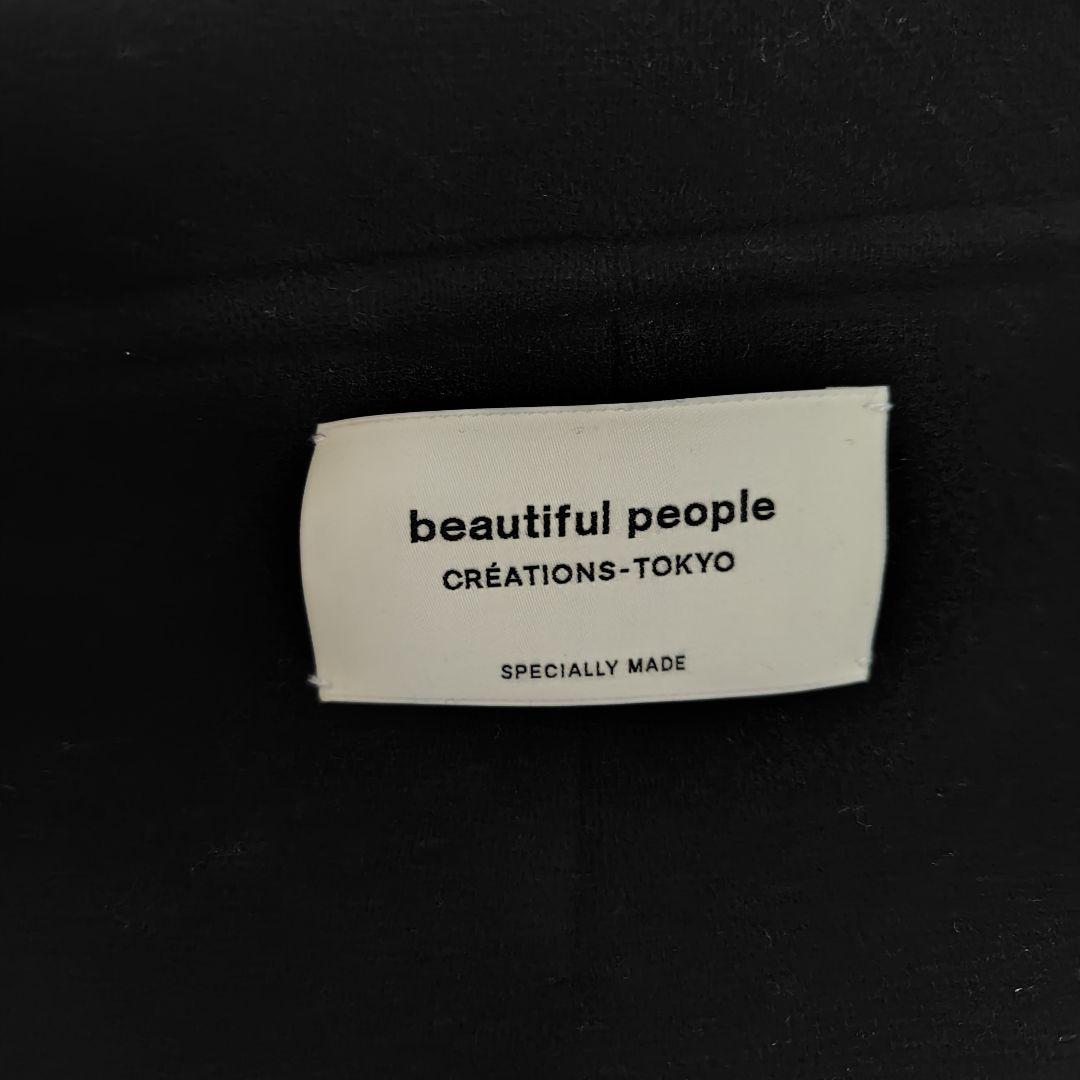 beautiful people
CRÉATIONS-TOKYO
SPECIALLY MADE